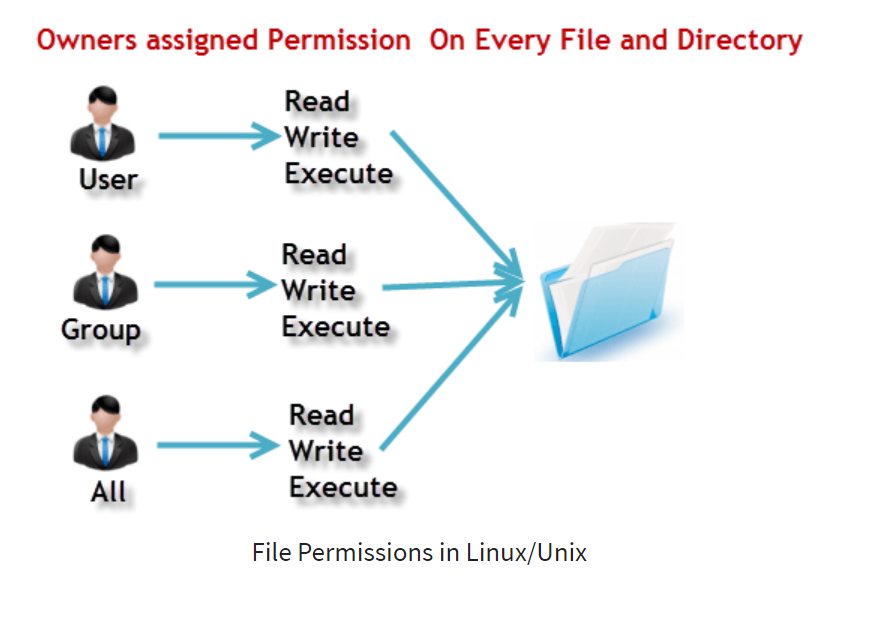 Owners assigned Permission On Every File and Directory
Read
Write
Execute
User
Read
Write
Execute
Group
Read
Write
Execute
All
File Permissions in Linux/Unix